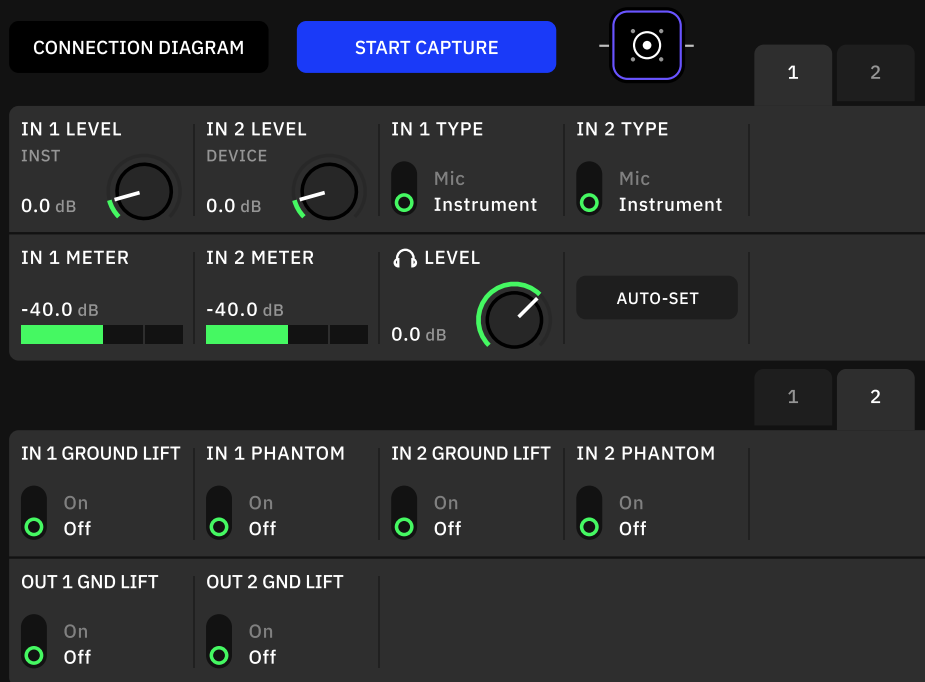 CONNECTION DIAGRAM
START CAPTURE
1
2
IN 1 LEVEL
INST
0.0 dB
IN 2 LEVEL
DEVICE
0.0 dB
IN 1 TYPE
Mic
Instrument
IN 2 TYPE
Mic
Instrument
IN 1 METER
-40.0 dB
IN 2 METER
-40.0 dB
LEVEL
0.0 dB
AUTO-SET
1
2
IN 1 GROUND LIFT
On
Off
IN 1 PHANTOM
On
Off
IN 2 GROUND LIFT
On
Off
IN 2 PHANTOM
On
Off
OUT 1 GND LIFT
On
Off
OUT 2 GND LIFT
On
Off